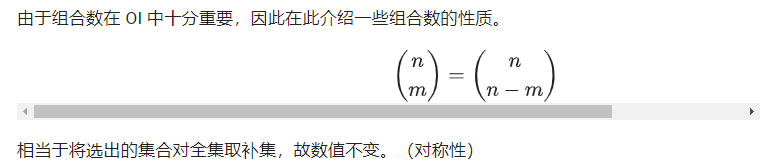 由于组合数在 OI 中十分重要，因此在此介绍一些组合数的性质。
(n m) = (n n − m)
相当于将选出的集合对全集取补集，故数值不变。（对称性）